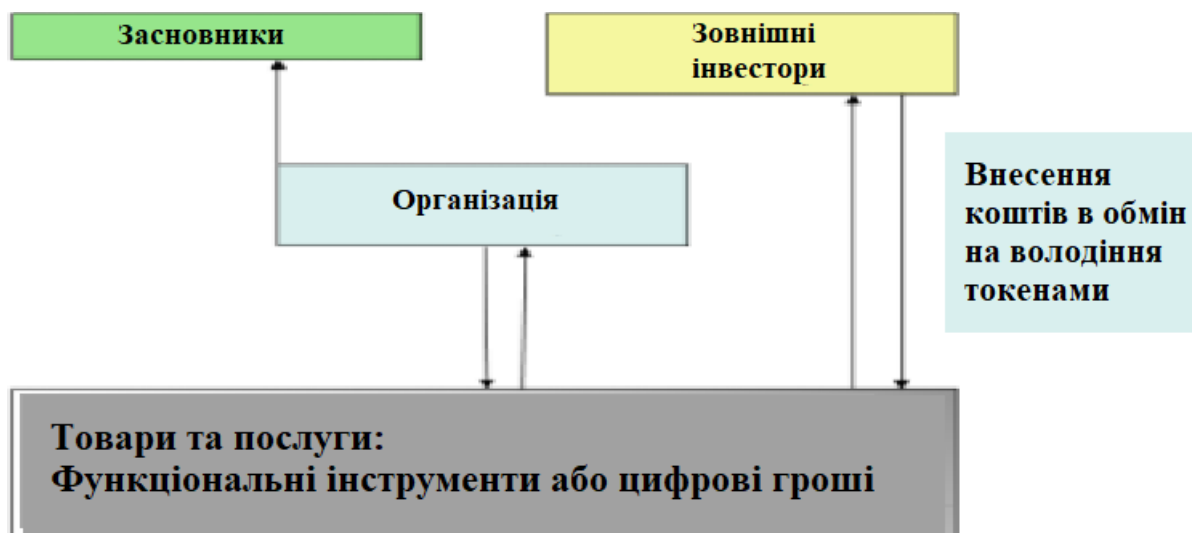 Засновники
Зовнішні
інвестори
Організація
Внесення
коштів в обмін
на володіння
токенами
Товари та послуги:
Функціональні інструменти або цифрові гроші